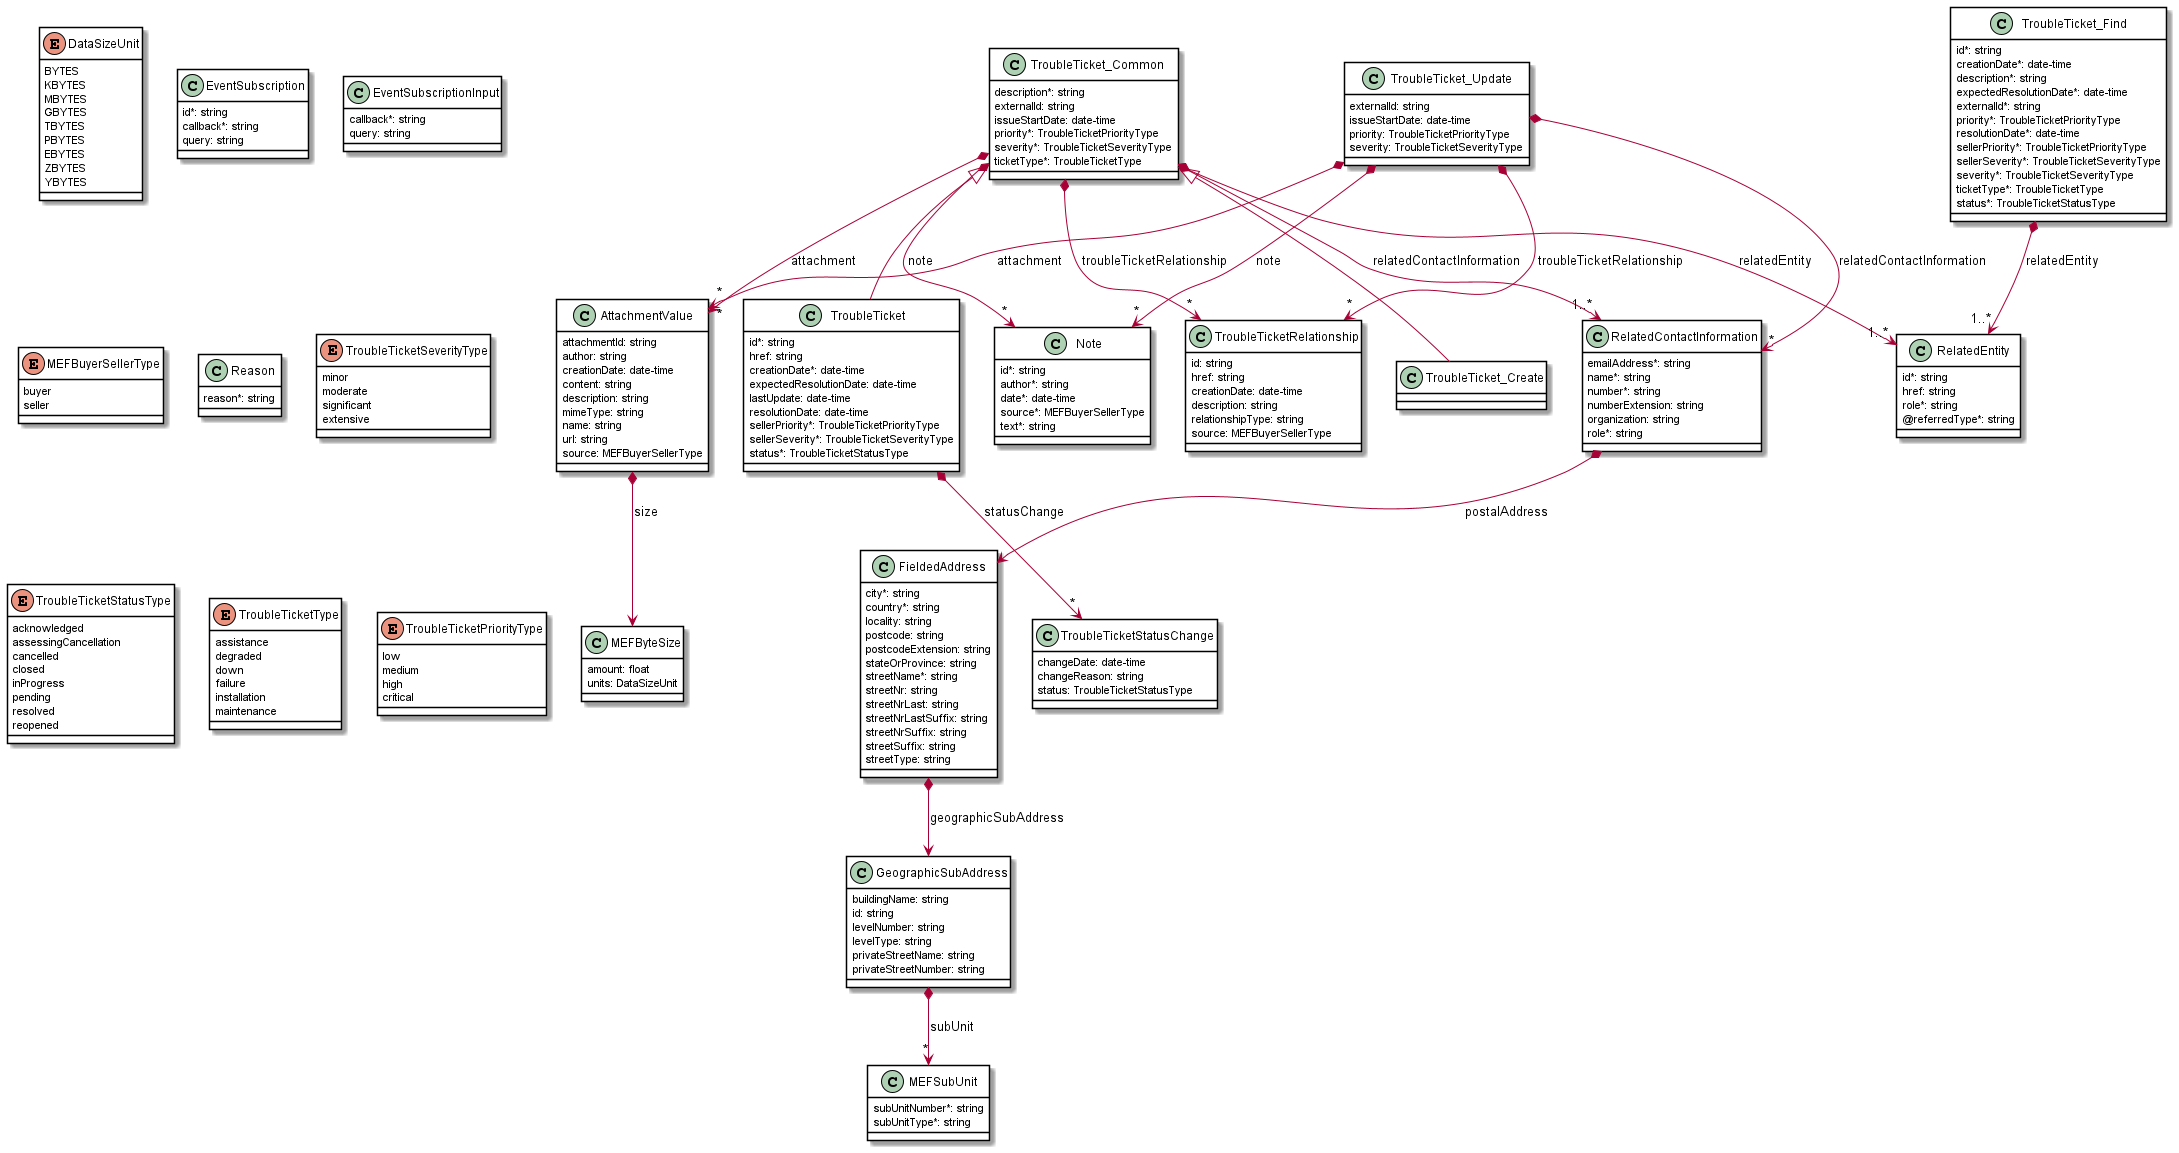 E DataSizeUnit
BYTES
KBYTES
MBYTES
GBYTES
TBYTES
PBYTES
EBYTES
ZBYTES
YBYTES
C EventSubscription
id*: string
callback*: string
query: string
C EventSubscriptionInput
callback*: string
query: string
C TroubleTicket_Common
description*: string
externalId: string
issueStartDate: date-time
priority*: TroubleTicketPriorityType
severity*: TroubleTicketSeverityType
ticketType*: TroubleTicketType
C TroubleTicket_Update
externalId: string
issueStartDate: date-time
priority: TroubleTicketPriorityType
severity: TroubleTicketSeverityType
C TroubleTicket_Find
id*: string
creationDate*: date-time
description*: string
expectedResolutionDate*: date-time
externalId*: string
priority*: TroubleTicketPriorityType
resolutionDate*: date-time
sellerPriority*: TroubleTicketPriorityType
sellerSeverity*: TroubleTicketSeverityType
severity*: TroubleTicketSeverityType
ticketType*: TroubleTicketType
status*: TroubleTicketStatusType
attachment
note
attachment
troubleTicketRelationship
note
relatedContactInformation
troubleTicketRelationship
relatedEntity
relatedContactInformation
relatedEntity
*
*
*
*
*
*
1..*
*
1..*
1..*
E MEFBuyerSellerType
buyer
seller
C Reason
reason*: string
E TroubleTicketSeverityType
minor
moderate
significant
extensive
C AttachmentValue
attachmentId: string
author: string
creationDate: date-time
content: string
description: string
mimeType: string
name: string
url: string
source: MEFBuyerSellerType
C TroubleTicket
id*: string
href: string
creationDate*: date-time
expectedResolutionDate: date-time
lastUpdate: date-time
resolutionDate: date-time
sellerPriority*: TroubleTicketPriorityType
sellerSeverity*: TroubleTicketSeverityType
status*: TroubleTicketStatusType
C Note
id*: string
author*: string
date*: date-time
source*: MEFBuyerSellerType
text*: string
C TroubleTicketRelationship
id: string
href: string
creationDate: date-time
description: string
relationshipType: string
source: MEFBuyerSellerType
C TroubleTicket_Create
C RelatedContactInformation
emailAddress*: string
name*: string
number*: string
numberExtension: string
organization: string
role*: string
C RelatedEntity
id*: string
href: string
role*: string
@referredType*: string
size
statusChange
postalAddress
E TroubleTicketStatusType
acknowledged
assessingCancellation
cancelled
closed
inProgress
pending
resolved
reopened
E TroubleTicketType
assistance
degraded
down
failure
installation
maintenance
E TroubleTicketPriorityType
low
medium
high
critical
C MEFByteSize
amount: float
units: DataSizeUnit
C FieldedAddress
city*: string
country*: string
locality: string
postcode: string
postcodeExtension: string
stateOrProvince: string
streetName*: string
streetNr: string
streetNrLast: string
streetNrLastSuffix: string
streetNrSuffix: string
streetSuffix: string
streetType: string
*
C TroubleTicketStatusChange
changeDate: date-time
changeReason: string
status: TroubleTicketStatusType
geographicSubAddress
C GeographicSubAddress
buildingName: string
id: string
levelNumber: string
levelType: string
privateStreetName: string
privateStreetNumber: string
subUnit
*
C MEFSubUnit
subUnitNumber*: string
subUnitType*: string